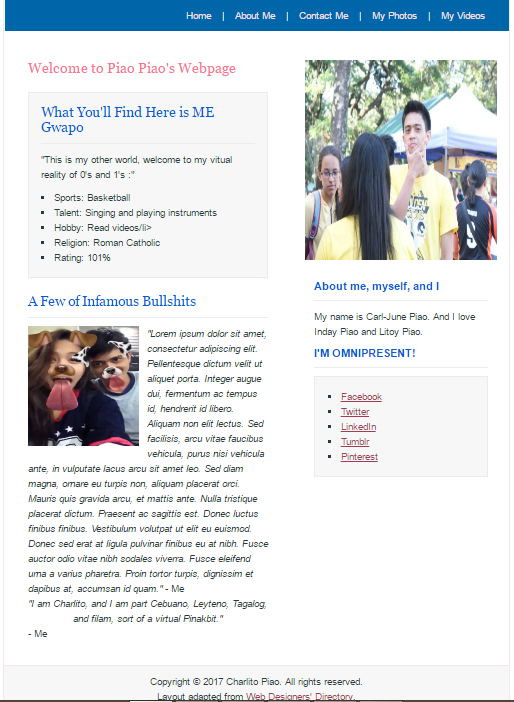 Home | About Me | Contact Me | My Photos | My Videos
Welcome to Piao Piao's Webpage
What You'll Find Here is ME
Gwapo
"This is my other world, welcome to my vitual
reality of 0's and 1's :"
Sports: Basketball
Talent: Singing and playing instruments
Hobby: Read videos/li>
Religion: Roman Catholic
Rating: 101%
A Few of Infamous Bullshits
"Lorem ipsum dolor sit amet,
consectetur adipiscing elit.
Pellentesque dictum velit ut
aliquet porta. Integer augue
dui, fermentum ac tempus
id, hendrerit id libero.
Aliquam non elit lectus. Sed
facilisis, arcu vitae faucibus
vehicula, purus nisi vehicula
ante, in vulputate lacus arcu sit amet leo. Sed diam
magna, ornare eu turpis non, aliquam placerat orci.
Mauris quis gravida arcu, et mattis ante. Nulla tristique
placerat dictum. Praesent ac sagittis est. Donec luctus
finibus finibus. Vestibulum volutpat ut elit eu euismod.
Donec sed erat at ligula pulvinar finibus eu at nibh. Fusce
auctor odio vitae nibh sodales viverra. Fusce eleifend
urna a varius pharetra. Proin tortor turpis, dignissim et
dapibus at, accumsan id quam." - Me
"I am Charlito, and I am part Cebuano, Leyteno, Tagalog,
and filam, sort of a virtual Pinakbit."
- Me
5
About me, myself, and I
My name is Carl-June Piao. And I love
Inday Piao and Litoy Piao.
I'M OMNIPRESENT!
Facebook
Twitter
LinkedIn
Tumblr
Pinterest
Copyright © 2017 Charlito Piao. All rights reserved.
Layout adapted from Web Designers' Directory.